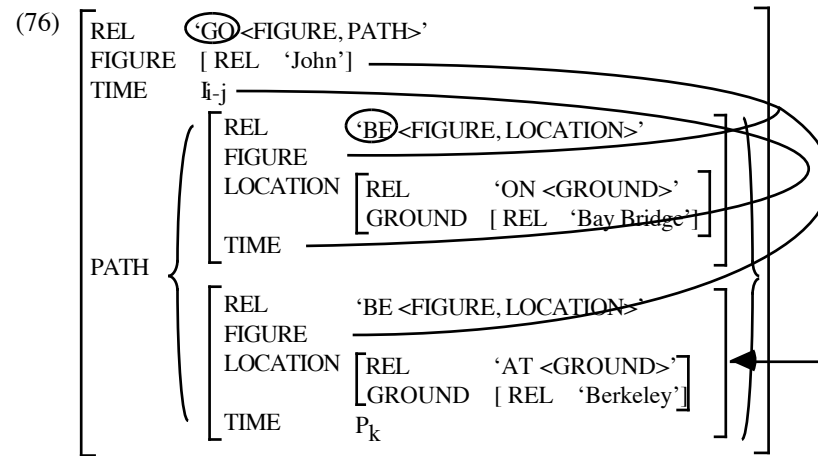 (76)
REL ‘GO <FIGURE, PATH>’
FIGURE [ REL ‘John’]
TIME Ii-j
REL ‘BE <FIGURE, LOCATION>’
FIGURE
LOCATION REL ‘ON <GROUND>’
GROUND [ REL ‘Bay Bridge’]
TIME
PATH
REL ‘BE <FIGURE, LOCATION>’
FIGURE
LOCATION REL ‘AT <GROUND>’
GROUND [ REL ‘Berkeley’]
TIME Pk